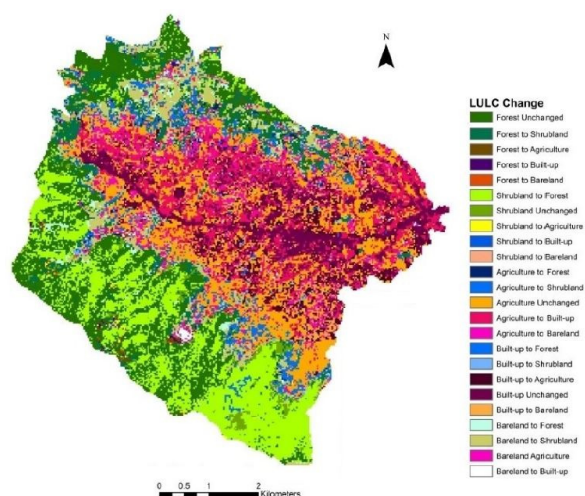 N
LULC Change
Forest Unchanged
Forest to Shrubland
Forest to Agriculture
Forest to Built-up
Forest to Bareland
Shrubland to Forest
Shrubland Unchanged
Shrubland to Agriculture
Shrubland to Built-up
Shrubland to Bareland
Agriculture to Forest
Agriculture to Shrubland
Agriculture Unchanged
Agriculture to Built-up
Agriculture to Bareland
Built-up to Forest
Built-up to Shrubland
Built-up to Agriculture
Built-up Unchanged
Built-up to Bareland
Bareland to Forest
Bareland to Shrubland
Bareland Agriculture
Bareland to Built-up
0 0.5 1 2
Kilometers